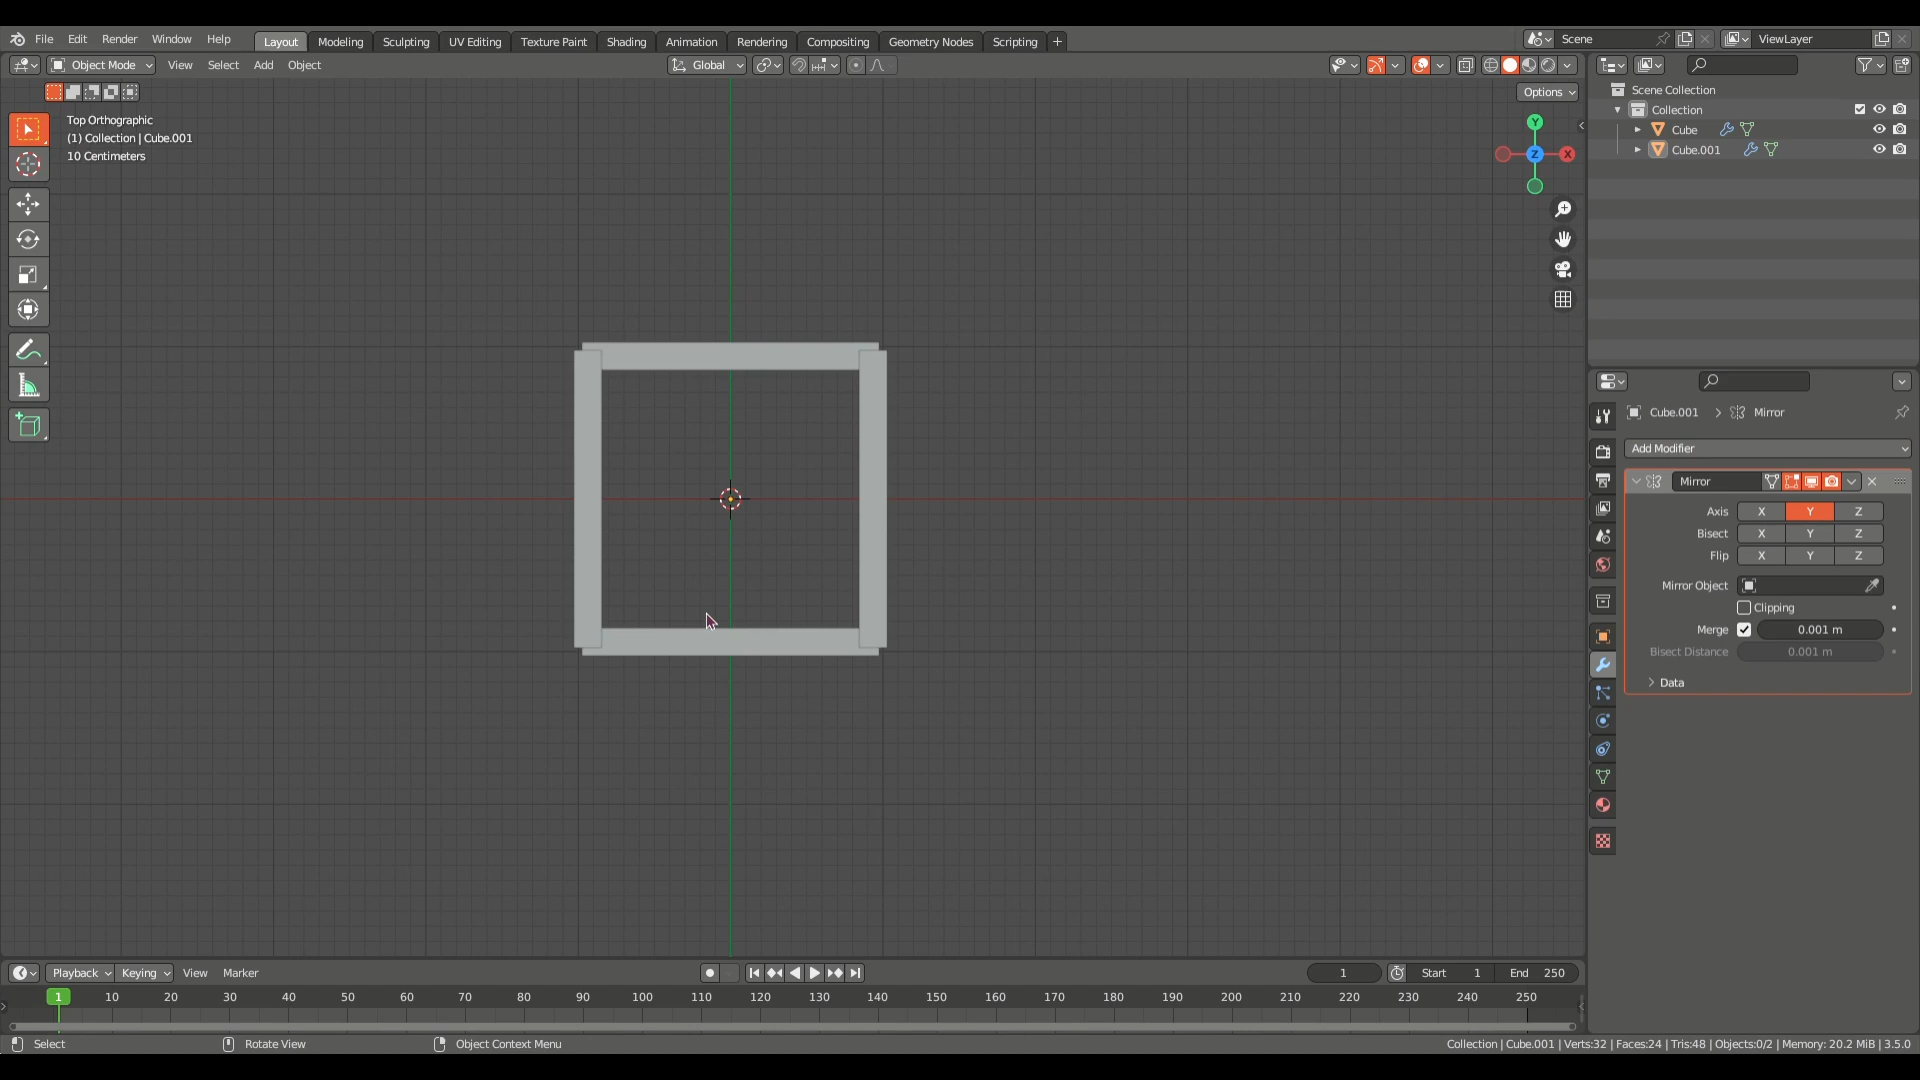 File Edit Render Window Help Layout Modeling Sculpting UV Editing Texture Paint Shading Animation Rendering Compositing Geometry Nodes Scripting + Scene ViewLayer
Object Mode View Select Add Object Global
Options
Top Orthographic
(1) Collection | Cube.001
10 Centimeters
Y
Z X
Scene Collection
Collection
Cube
Cube.001
Cube.001 > Mirror
Add Modifier
Mirror
Axis X Y Z
Bisect X Y Z
Flip X Y Z
Mirror Object
Clipping
Merge 0.001 m
Bisect Distance 0.001 m
Data
Playback Keying View Marker 1 Start 1 End 250
1 10 20 30 40 50 60 70 80 90 100 110 120 130 140 150 160 170 180 190 200 210 220 230 240 250
Select Rotate View Object Context Menu Collection | Cube.001 | Verts:32 | Faces:24 | Tris:48 | Objects:0/2 | Memory: 20.2 MiB | 3.5.0